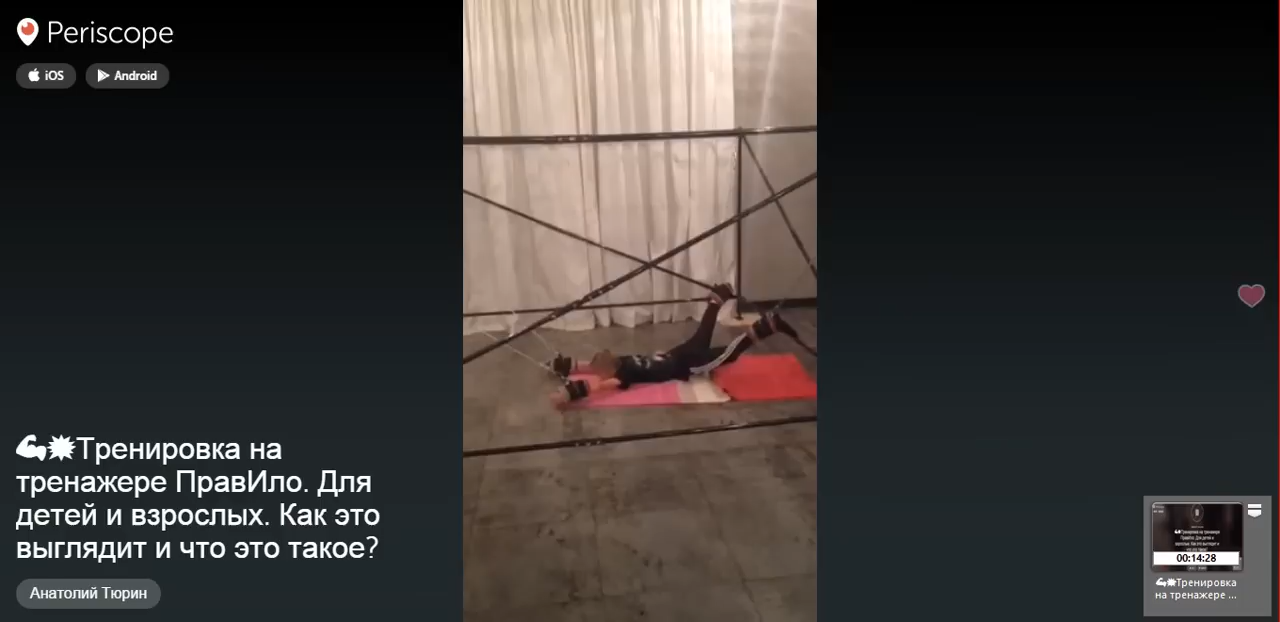 Periscope
iOS
Android
Тренировка на
тренажере ПравИло. Для
детей и взрослых. Как это
выглядит и что это такое?
Анатолий Тюрин
00:14:28
Тренировка
на тренажере ...